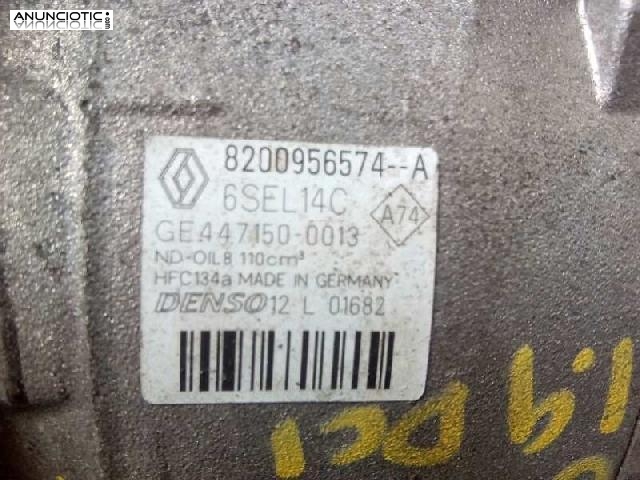 ANUNCIOTIC.com
8200956574--A
6SEL14C
A74
GE447150-0013
ND-OIL8 110cm³
HFC134a MADE IN GERMANY
DENSO 12 L 01682
1.9
DCI